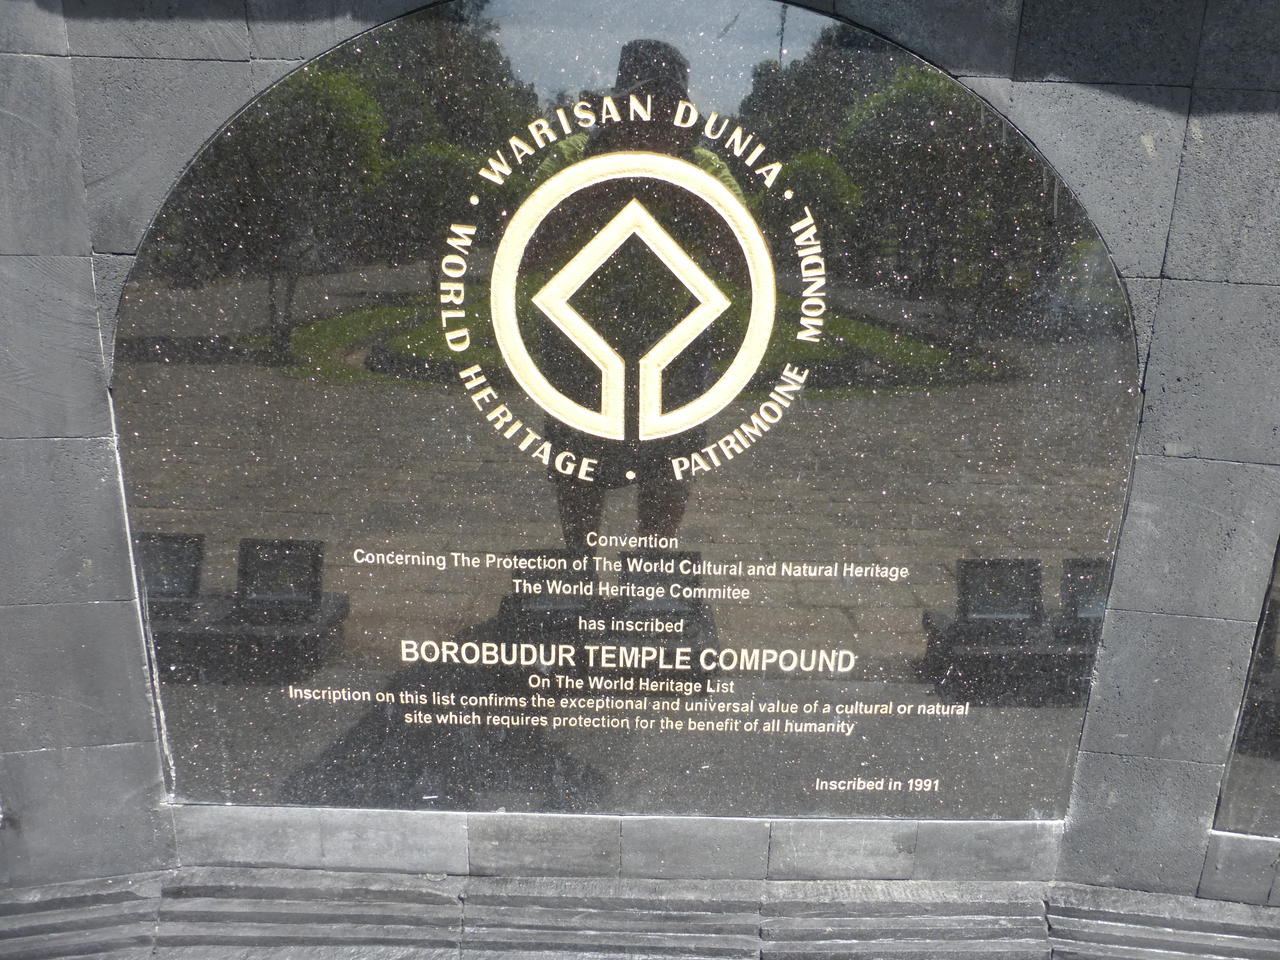 WARISAN DUNIA
WORLD HERITAGE
PATRIMOINE MONDIAL
Convention
Concerning The Protection of The World Cultural and Natural Heritage
The World Heritage Commitee
has inscribed
BOROBUDUR TEMPLE COMPOUND
On The World Heritage List
Inscription on this list confirms the exceptional and universal value of a cultural or natural
site which requires protection for the benefit of all humanity
Inscribed in 1991